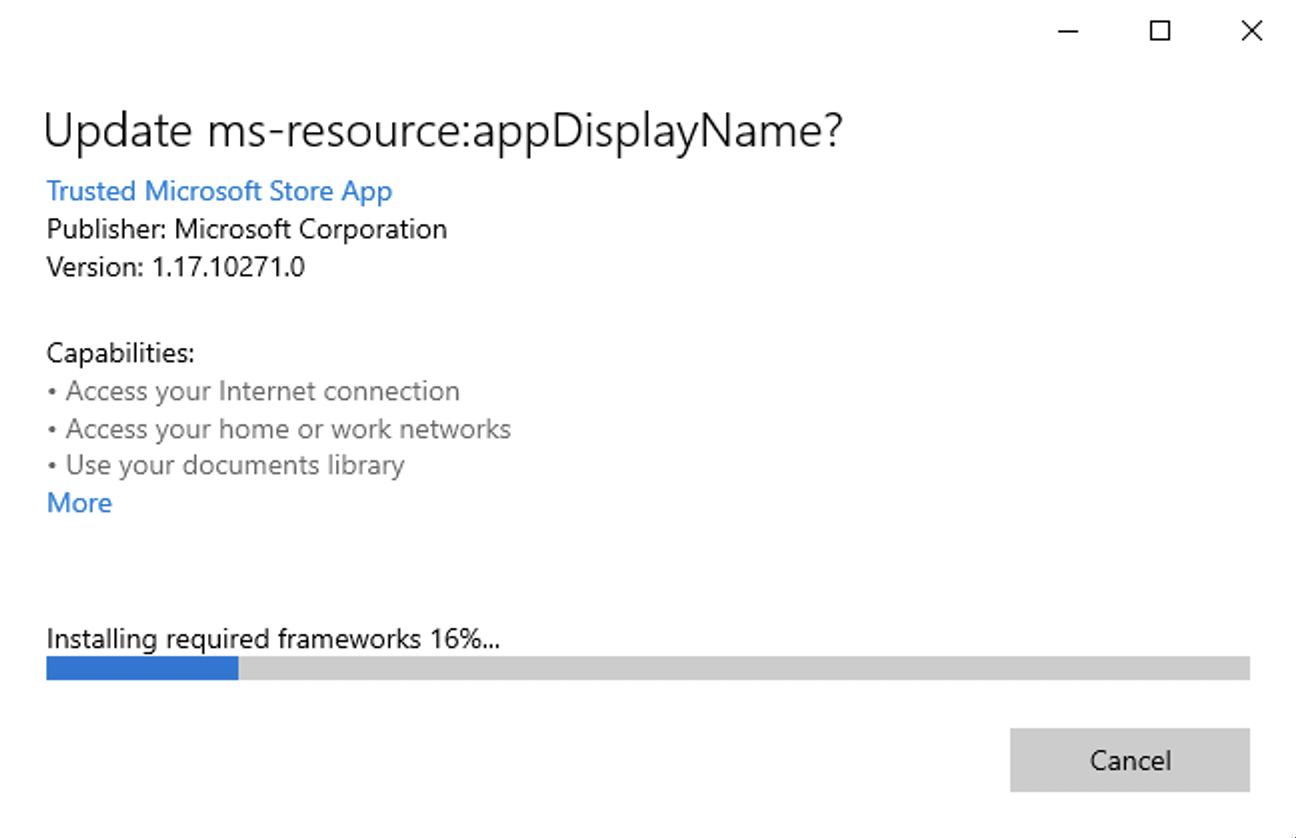 Update ms-resource:appDisplayName?
Trusted Microsoft Store App
Publisher: Microsoft Corporation
Version: 1.17.10271.0
Capabilities:
• Access your Internet connection
• Access your home or work networks
• Use your documents library
More
Installing required frameworks 16%...
Cancel